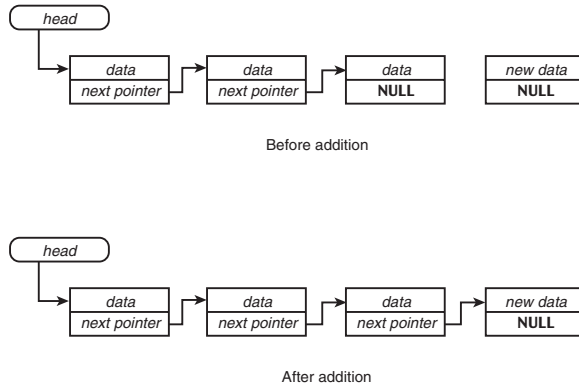 head
data data data new data
next pointer next pointer NULL NULL
Before addition
head
data data data new data
next pointer next pointer next pointer NULL
After addition